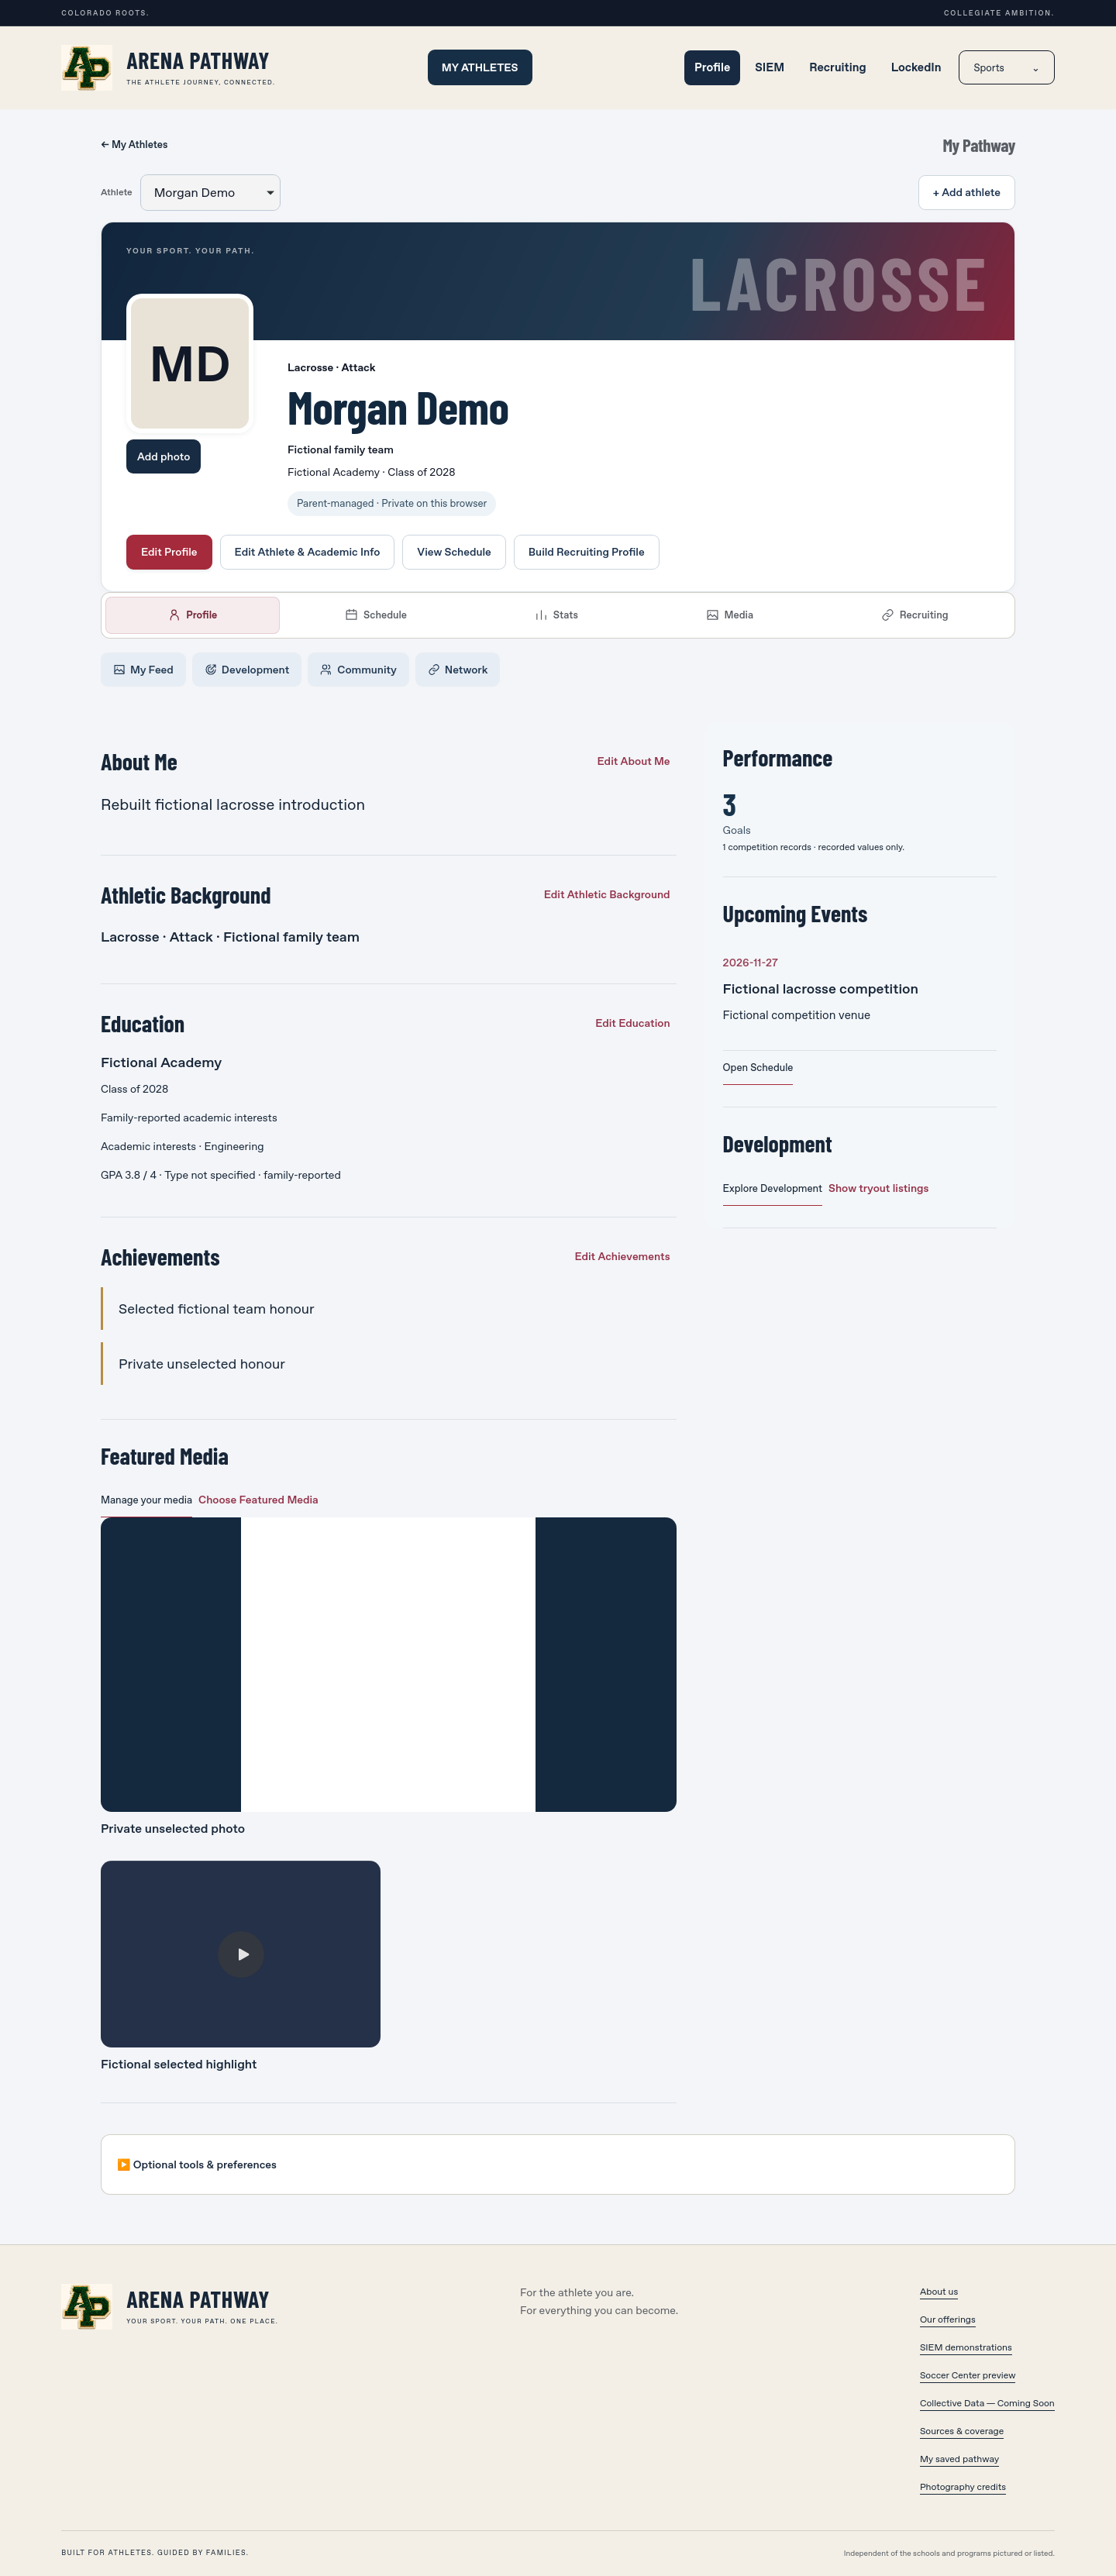 COLORADO ROOTS.
COLLEGIATE AMBITION.
AP
ARENA PATHWAY
THE ATHLETE JOURNEY, CONNECTED.
MY ATHLETES
Profile
SIEM
Recruiting
LockedIn
Sports
← My Athletes
My Pathway
Athlete
Morgan Demo
+ Add athlete
YOUR SPORT. YOUR PATH.
LACROSSE
MD
Lacrosse · Attack
Morgan Demo
Fictional family team
Fictional Academy · Class of 2028
Parent-managed · Private on this browser
Add photo
Edit Profile
Edit Athlete & Academic Info
View Schedule
Build Recruiting Profile
Profile
Schedule
Stats
Media
Recruiting
My Feed
Development
Community
Network
About Me
Edit About Me
Rebuilt fictional lacrosse introduction
Athletic Background
Edit Athletic Background
Lacrosse · Attack · Fictional family team
Education
Edit Education
Fictional Academy
Class of 2028
Family-reported academic interests
Academic interests · Engineering
GPA 3.8 / 4 · Type not specified · family-reported
Achievements
Edit Achievements
Selected fictional team honour
Private unselected honour
Featured Media
Manage your media
Choose Featured Media
Private unselected photo
Fictional selected highlight
Performance
3
Goals
1 competition records · recorded values only.
Upcoming Events
2026-11-27
Fictional lacrosse competition
Fictional competition venue
Open Schedule
Development
Explore Development
Show tryout listings
Optional tools & preferences
AP
ARENA PATHWAY
YOUR SPORT. YOUR PATH. ONE PLACE.
For the athlete you are.
For everything you can become.
About us
Our offerings
SIEM demonstrations
Soccer Center preview
Collective Data — Coming Soon
Sources & coverage
My saved pathway
Photography credits
BUILT FOR ATHLETES. GUIDED BY FAMILIES.
Independent of the schools and programs pictured or listed.